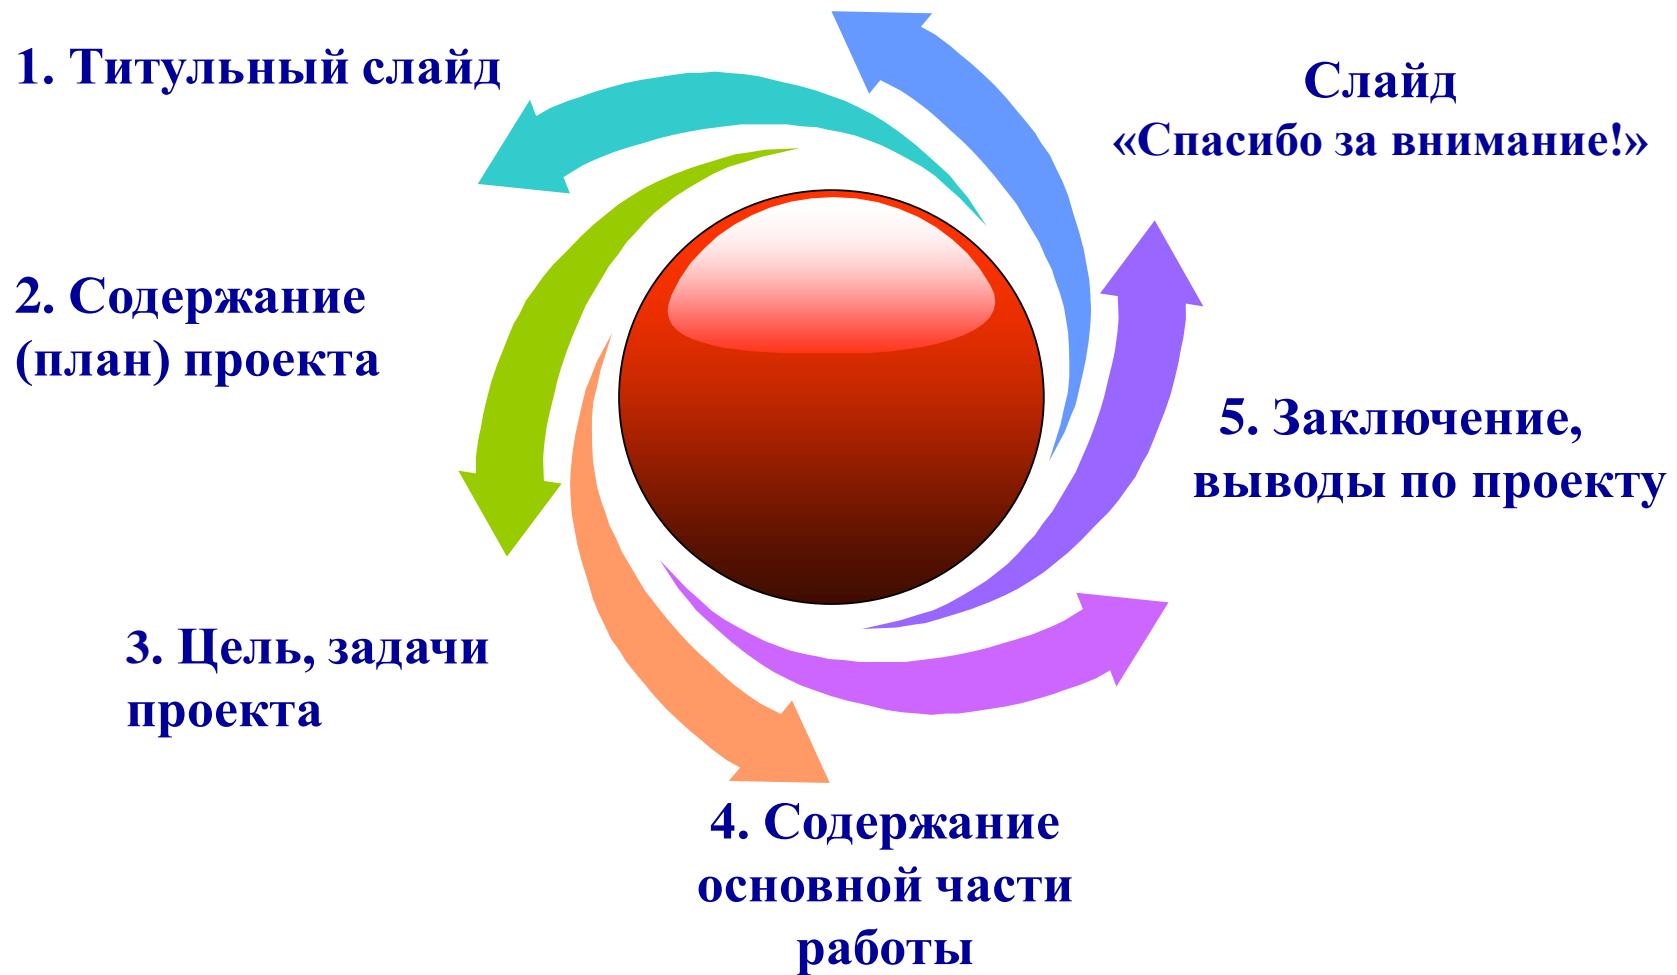 1. Титульный слайд
2. Содержание
(план) проекта
3. Цель, задачи
проекта
4. Содержание
основной части
работы
5. Заключение,
выводы по проекту
Слайд
«Спасибо за внимание!»